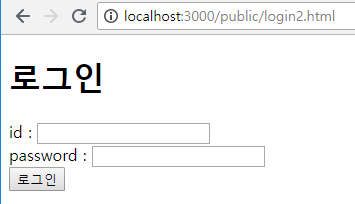 localhost:3000/public/login2.html
로그인
id :
password :
로그인